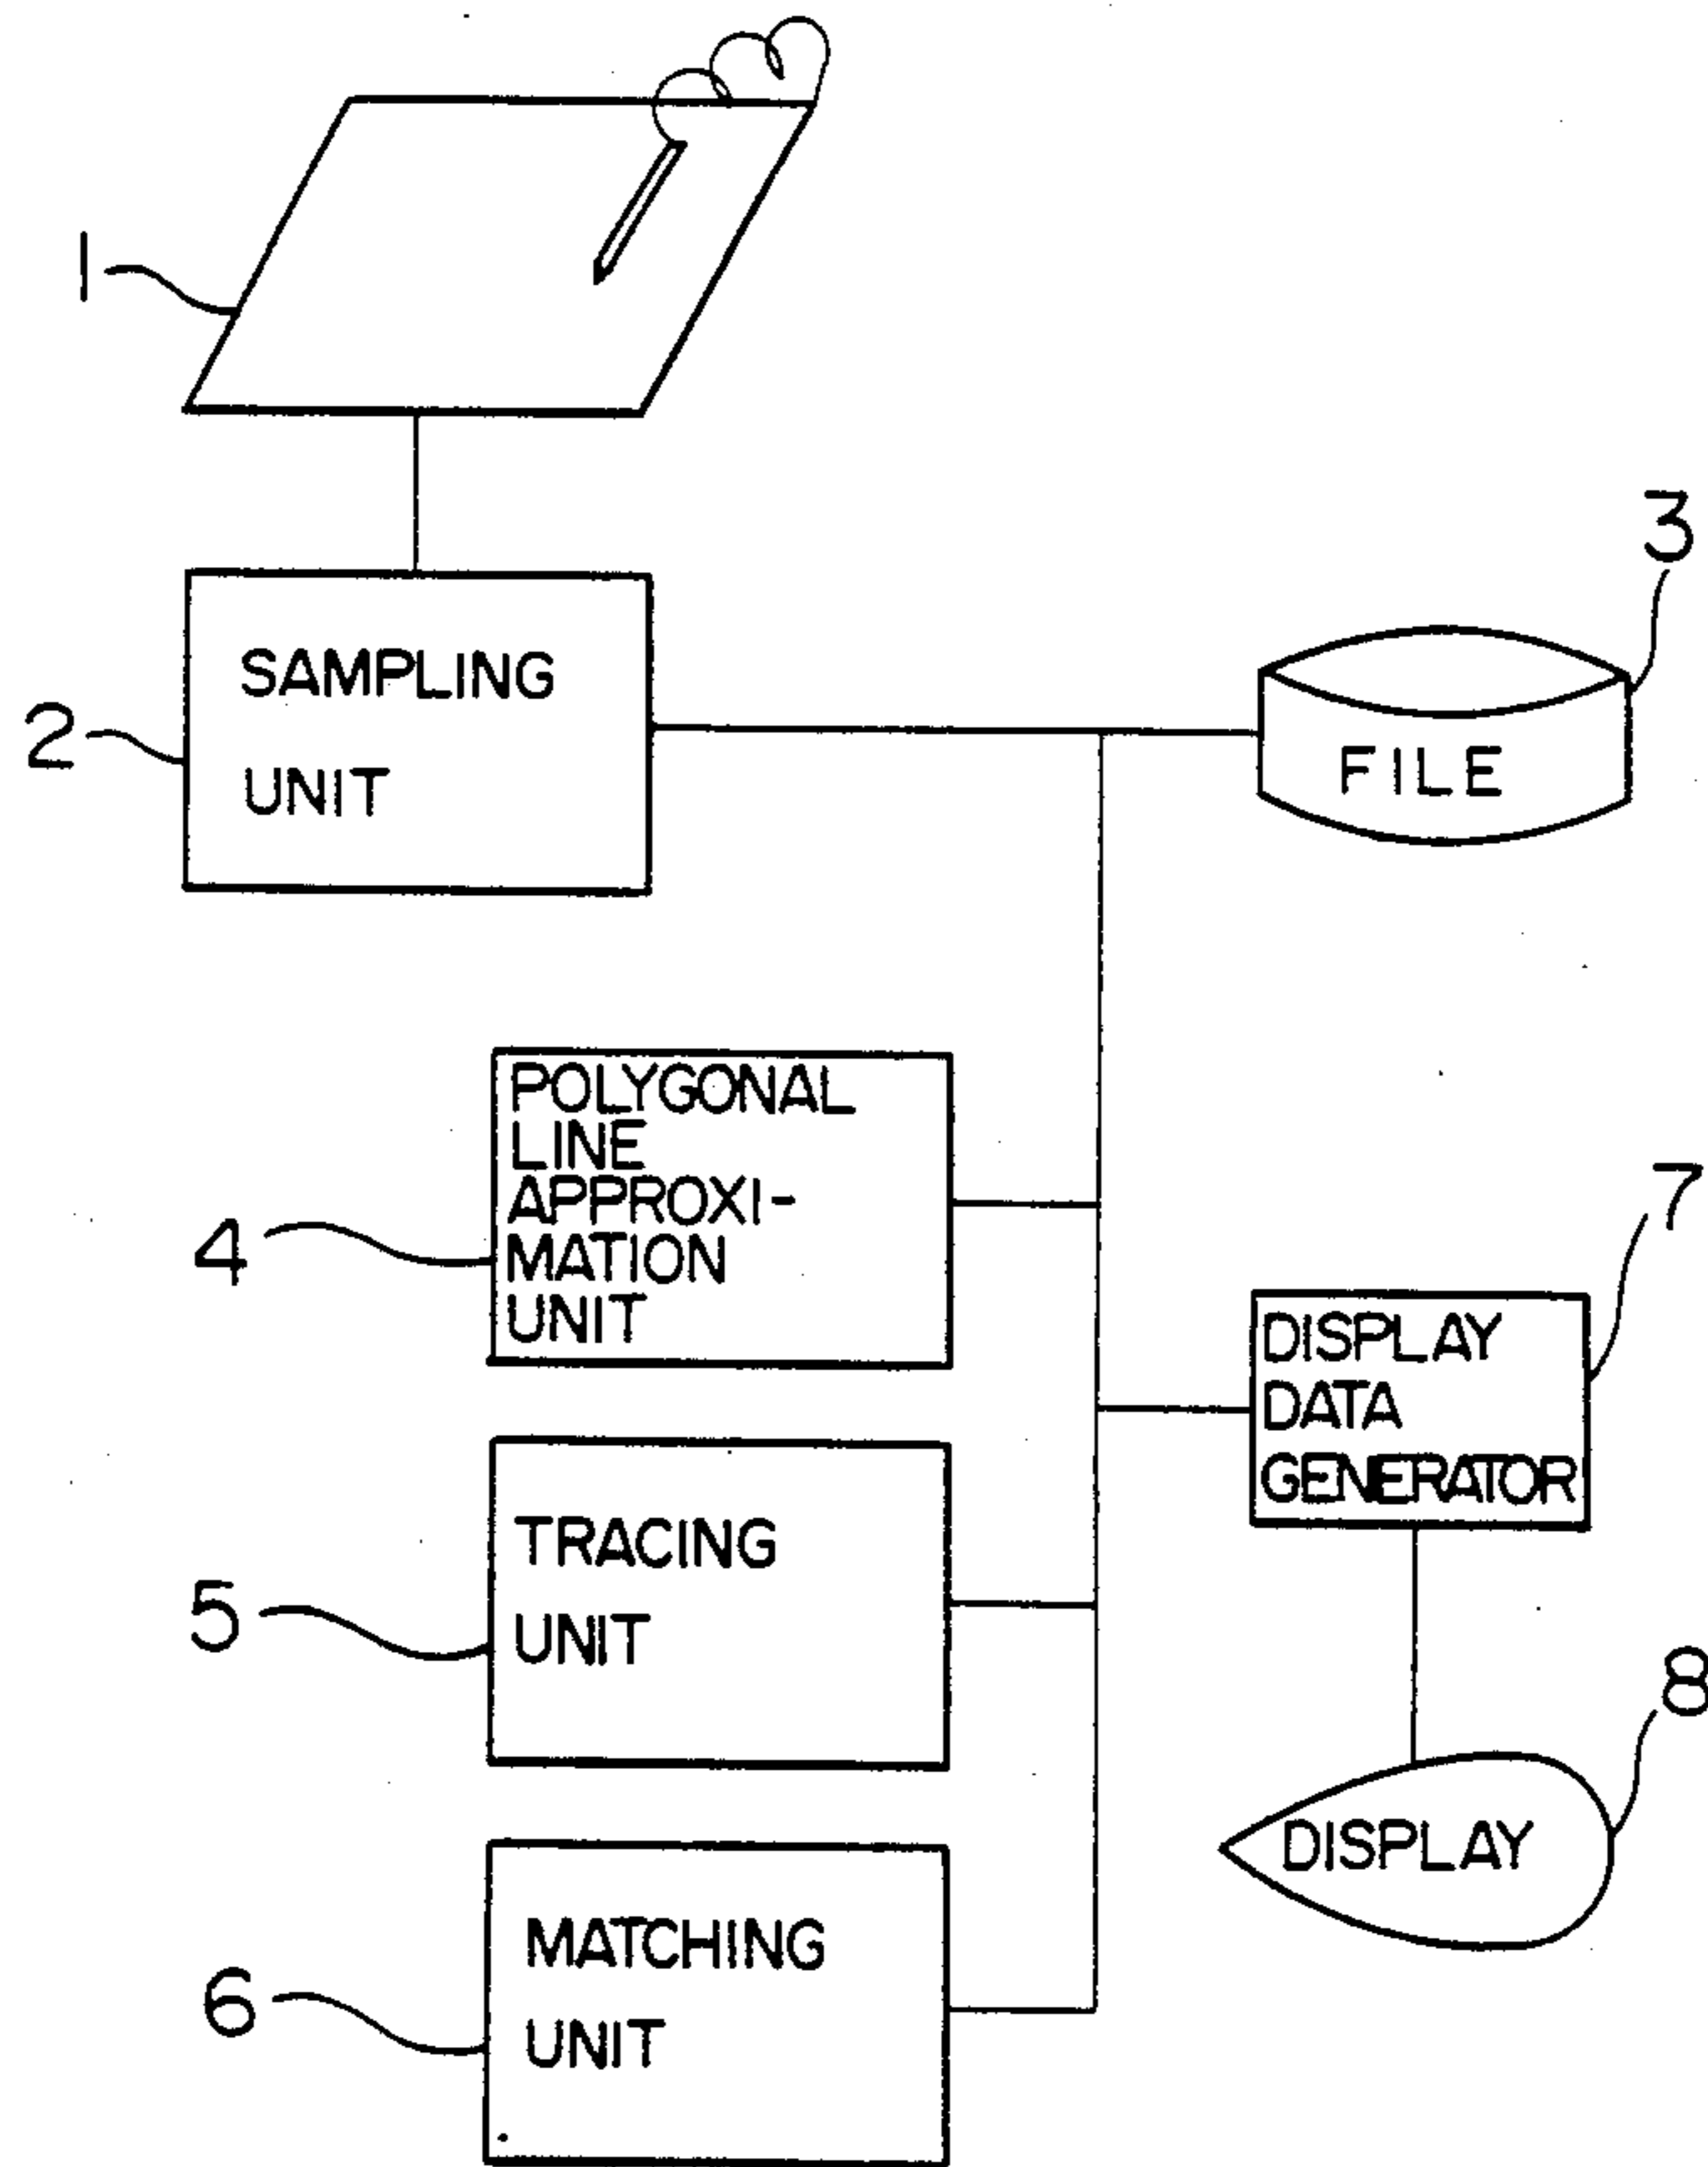 1
2
SAMPLING
UNIT
3
FILE
4
POLYGONAL
LINE
APPROXI-
MATION
UNIT
5
TRACING
UNIT
6
MATCHING
UNIT
7
DISPLAY
DATA
GENERATOR
8
DISPLAY